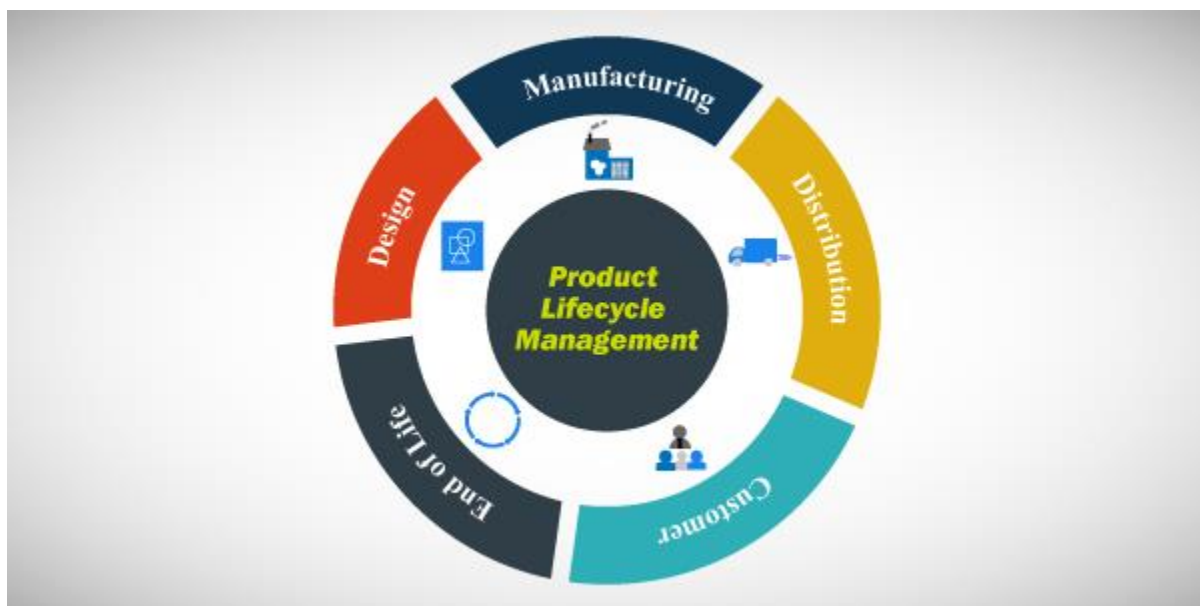 Manufacturing
Distribution
Customer
End of Life
Design
Product
Lifecycle
Management